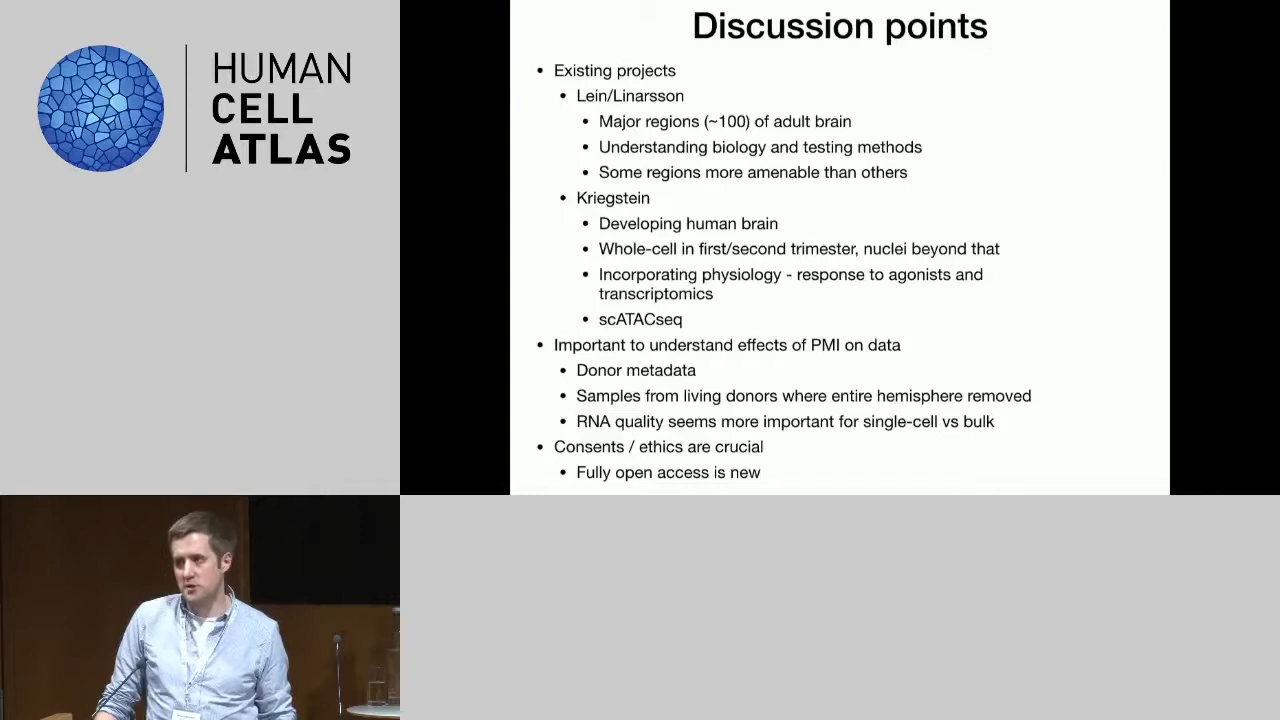 HUMAN
CELL
ATLAS
Discussion points
• Existing projects
• Lein/Linarsson
• Major regions (~100) of adult brain
• Understanding biology and testing methods
• Some regions more amenable than others
• Kriegstein
• Developing human brain
• Whole-cell in first/second trimester, nuclei beyond that
• Incorporating physiology - response to agonists and
transcriptomics
• scATACseq
• Important to understand effects of PMI on data
• Donor metadata
• Samples from living donors where entire hemisphere removed
• RNA quality seems more important for single-cell vs bulk
• Consents / ethics are crucial
• Fully open access is new